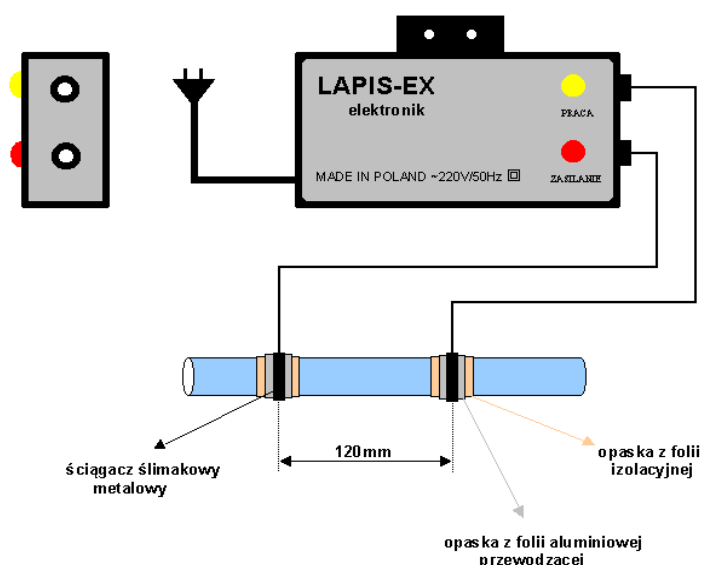 LAPIS-EX
elektronik
PRACA
MADE IN POLAND ~220V/50Hz
ZASILANIE
120mm
ściągacz ślimakowy
metalowy
opaska z folii
izolacyjnej
opaska z folii aluminiowej
przewodzącej